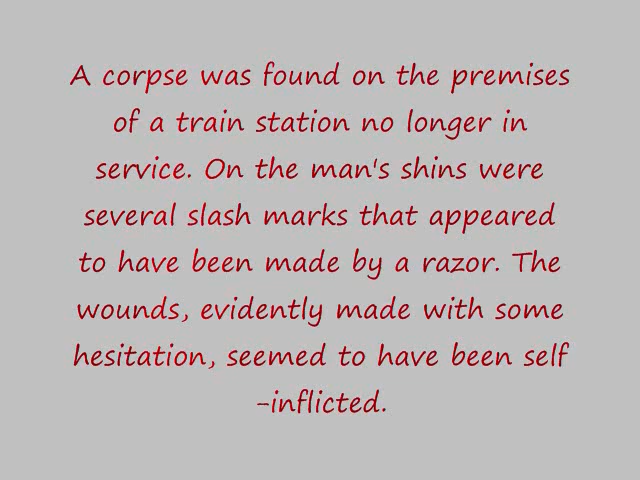 A corpse was found on the premises
of a train station no longer in
service. On the man's shins were
several slash marks that appeared
to have been made by a razor. The
wounds, evidently made with some
hesitation, seemed to have been self
-inflicted.